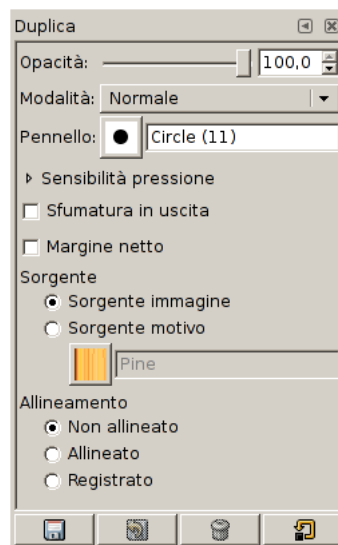 Duplica
Opacità: 100,0
Modalità: Normale
Pennello: Circle (11)
Sensibilità pressione
Sfumatura in uscita
Margine netto
Sorgente
Sorgente immagine
Sorgente motivo
Pine
Allineamento
Non allineato
Allineato
Registrato